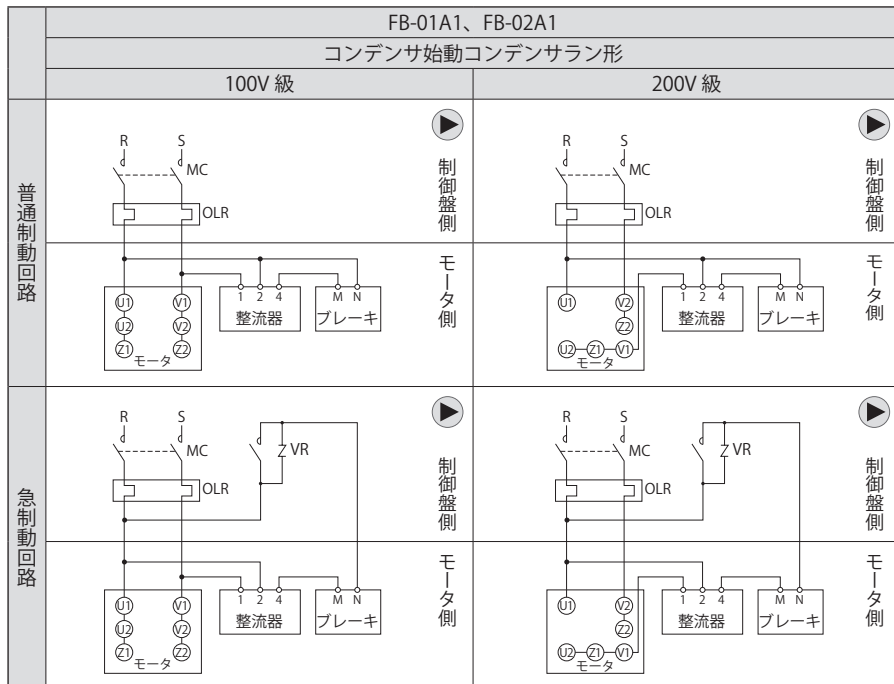 FB-01A1、FB-02A1
コンデンサ始動コンデンサラン形
100V 級
200V 級
普通制動回路
R
S
MC
OLR
制御盤側
U1
V1
U2
V2
Z1
Z2
モータ
1
2
4
整流器
M
N
ブレーキ
モータ側
R
S
MC
OLR
制御盤側
U1
V2
Z2
U2
Z1
V1
モータ
1
2
4
整流器
M
N
ブレーキ
モータ側
急制動回路
R
S
MC
VR
OLR
制御盤側
U1
V1
U2
V2
Z1
Z2
モータ
1
2
4
整流器
M
N
ブレーキ
モータ側
R
S
MC
VR
OLR
制御盤側
U1
V2
Z2
U2
Z1
V1
モータ
1
2
4
整流器
M
N
ブレーキ
モータ側